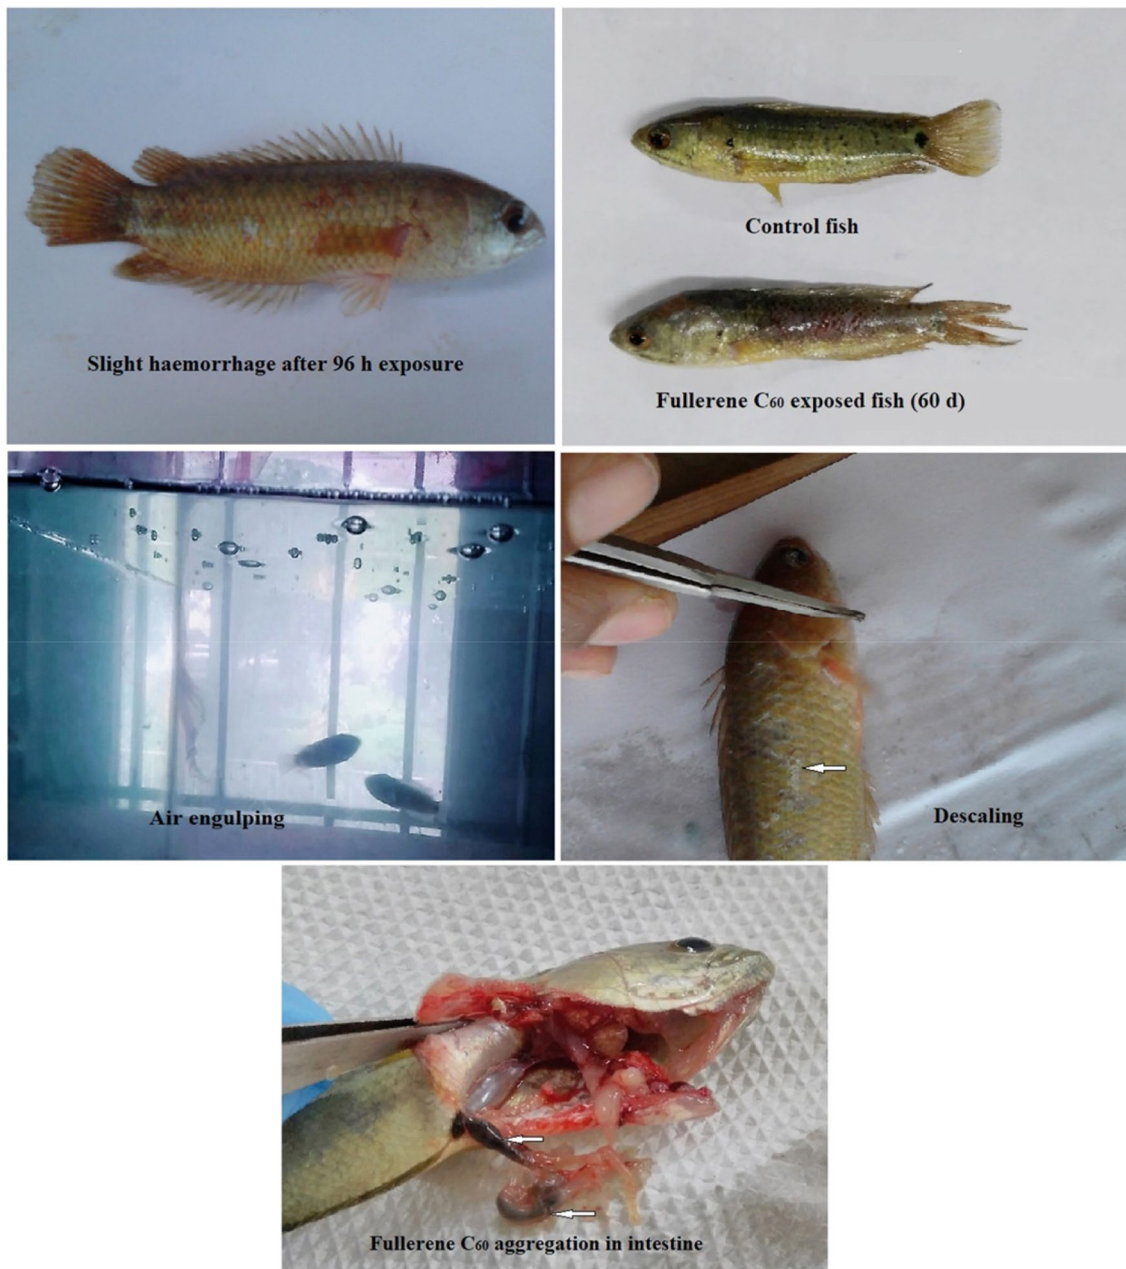 Slight haemorrhage after 96 h exposure
Control fish
Fullerene C₆₀ exposed fish (60 d)
Air engulping
Descaling
Fullerene C₆₀ aggregation in intestine